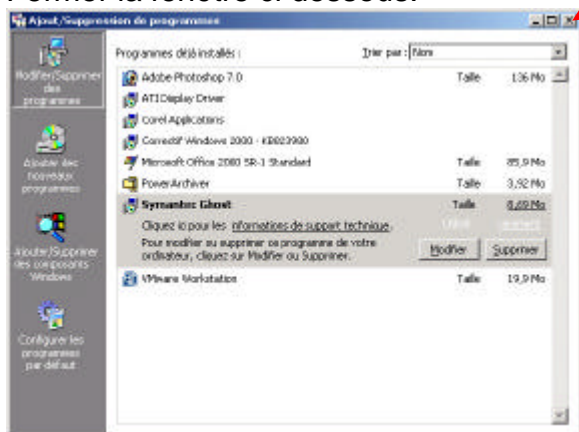 Fermer la fenêtre ci-dessous.
Ajout/Suppression de programmes
Modifier/Supprimer
des
programmes
Ajouter des
nouveaux
programmes
Ajouter/Supprimer
des composants
Windows
Configurer les
programmes
par défaut
Programmes déjà installés :
Trier par : Nom
Adobe Photoshop 7.0 Taille 136 Mo
ATI Display Driver
Corel Applications
Correctif Windows 2000 - KB823980
Microsoft Office 2000 SR-1 Standard Taille 85,9 Mo
PowerArchiver Taille 3,92 Mo
Symantec Ghost Taille 8,69 Mo
Cliquez ici pour les informations de support technique.
Utilisé rarement
Pour modifier ou supprimer ce programme de votre
ordinateur, cliquez sur Modifier ou Supprimer.
Modifier Supprimer
VMware Workstation Taille 19,9 Mo